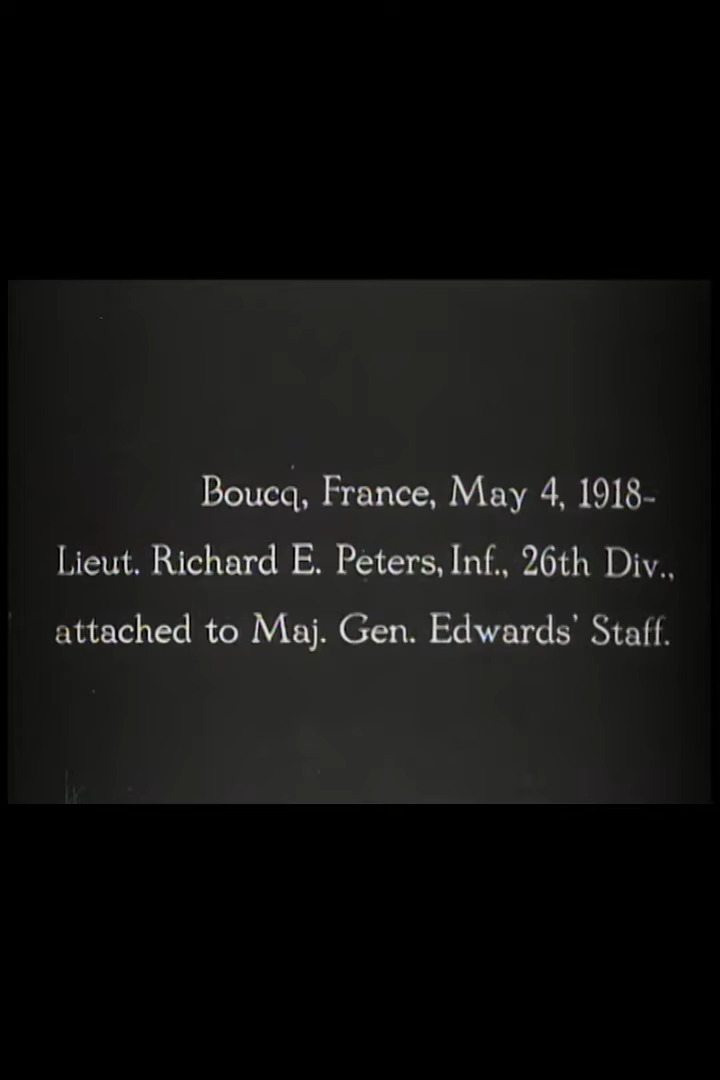 Boucq, France, May 4, 1918-
Lieut. Richard E. Peters, Inf., 26th Div.,
attached to Maj. Gen. Edwards' Staff.